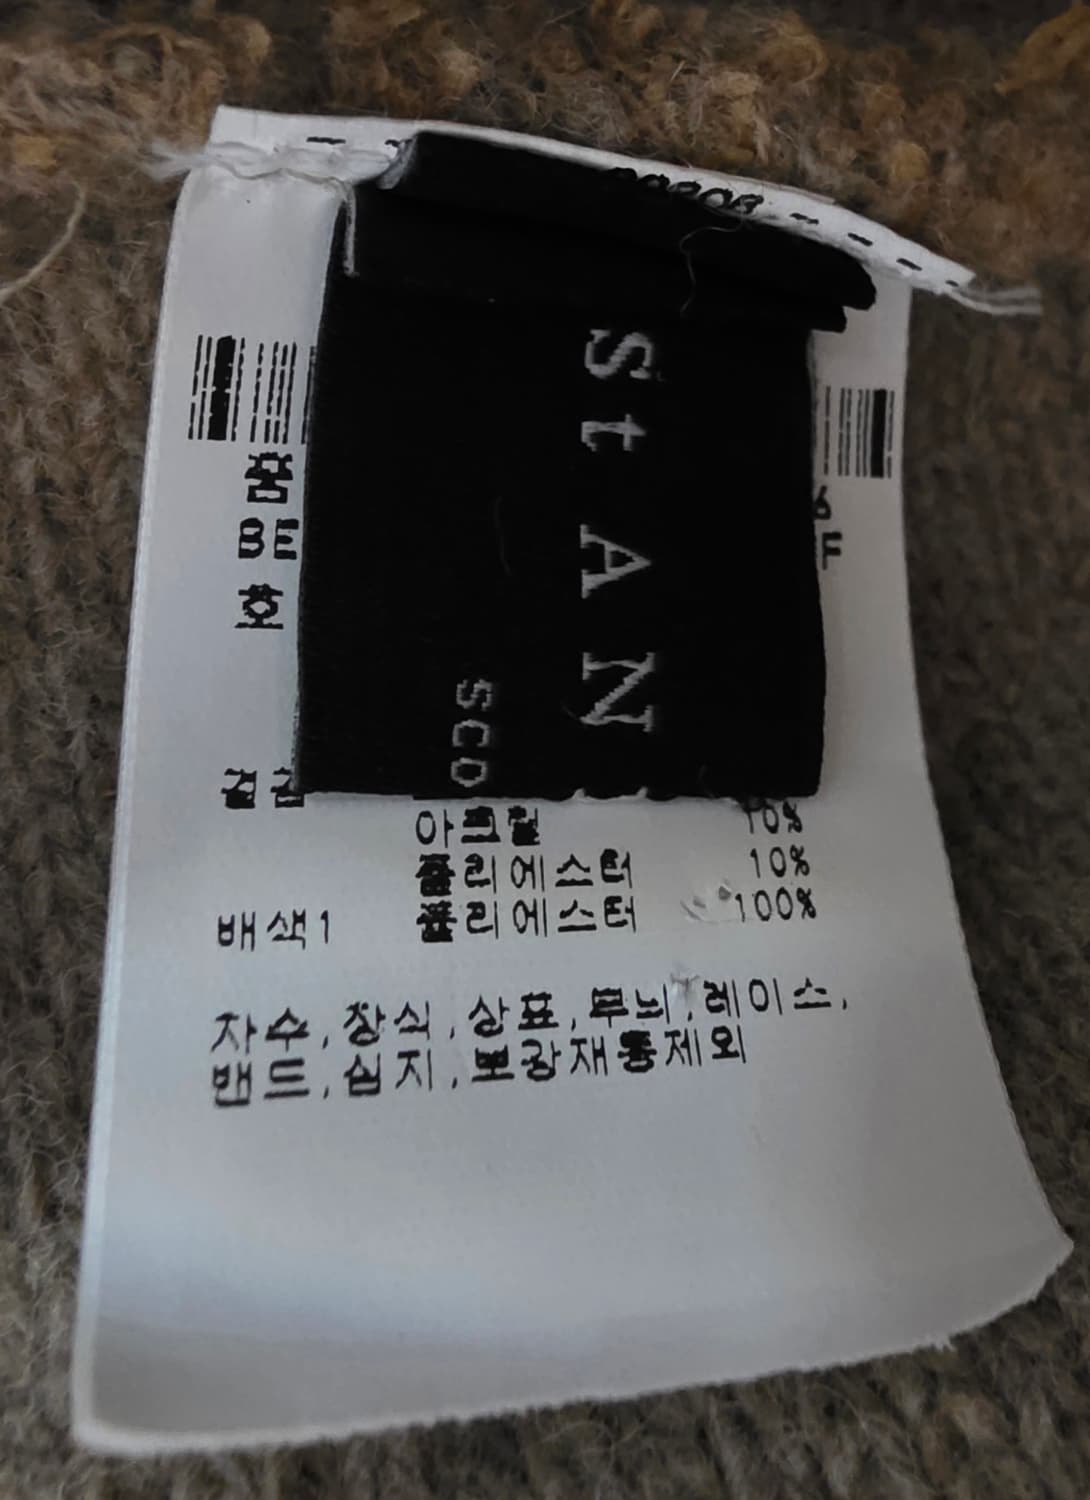 St AN
SCO
품
BE
6
F
호
겉감
아크릴 10%
폴리에스터 10%
배색1 폴리에스터 100%
자수,장식,상표,무늬,레이스,
밴드,심지,보강재등제외